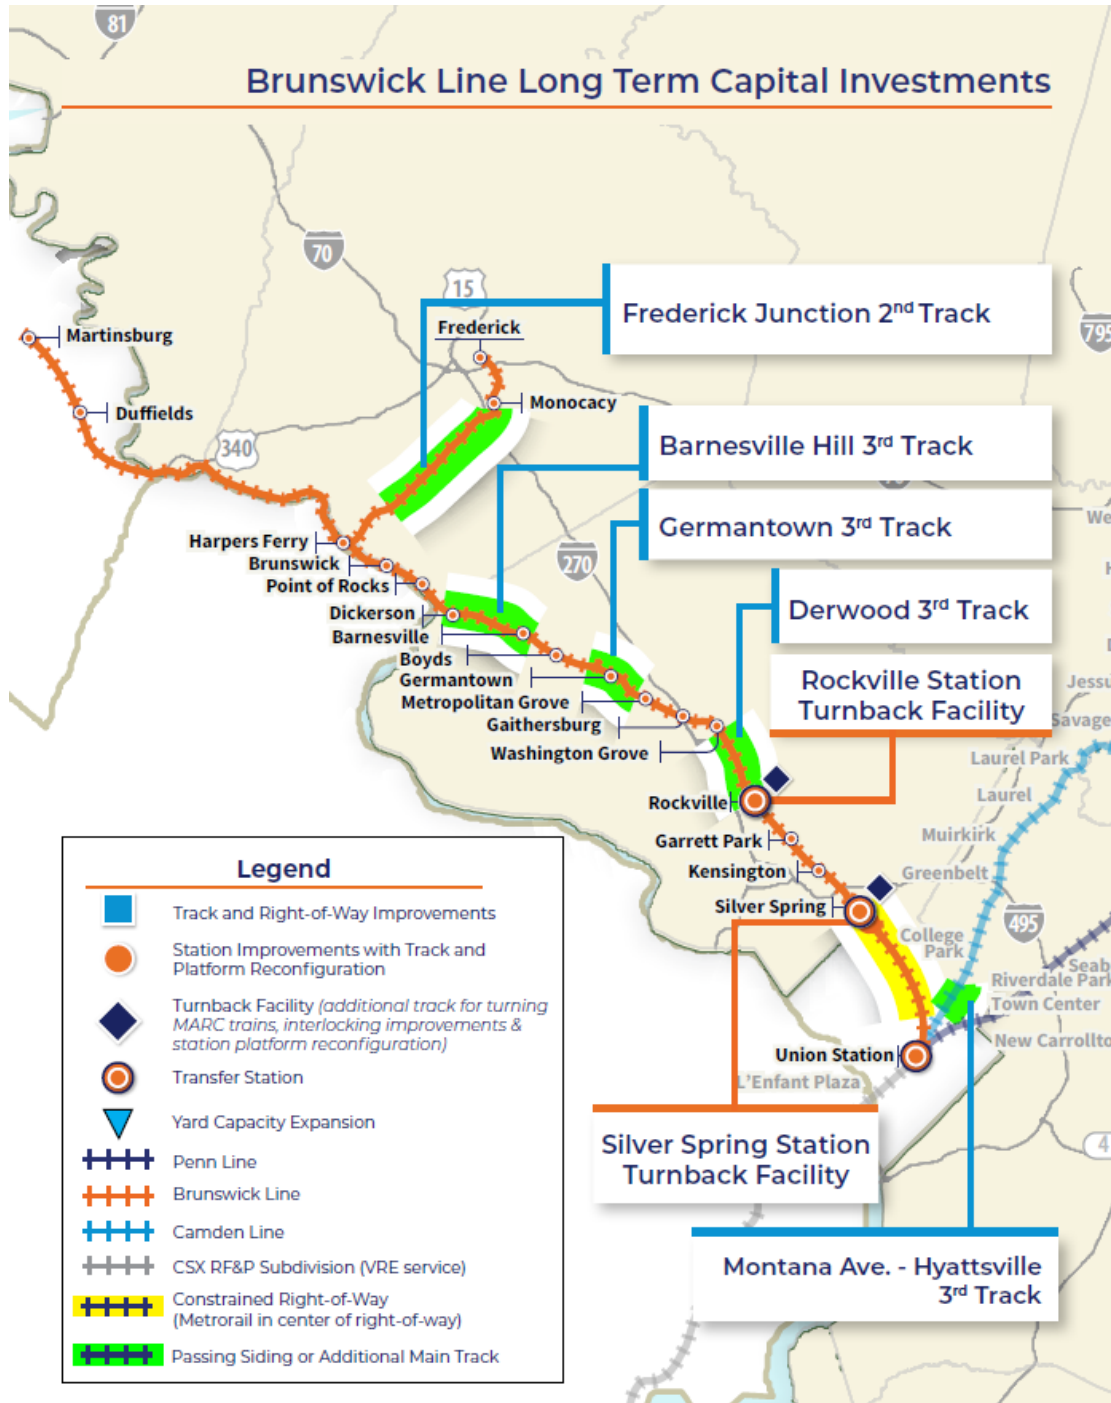 81
Brunswick Line Long Term Capital Investments
70
15
Frederick Junction 2nd Track
795
Frederick
Martinsburg
Monocacy
Duffields
Barnesville Hill 3rd Track
340
Germantown 3rd Track
Harpers Ferry
270
Brunswick
Point of Rocks
Derwood 3rd Track
Dickerson
Barnesville
Boyds
Germantown
Rockville Station
Turnback Facility
Metropolitan Grove
Gaithersburg
Savage
Washington Grove
Laurel Park
Laurel
Rockville
Muirkirk
Garrett Park
Kensington
Greenbelt
Silver Spring
495
College
Park
Riverdale Park
Town Center
New Carrollto
Union Station
L'Enfant Plaza
Silver Spring Station
Turnback Facility
4
Montana Ave. - Hyattsville
3rd Track
Legend
Track and Right-of-Way Improvements
Station Improvements with Track and
Platform Reconfiguration
Turnback Facility (additional track for turning
MARC trains, interlocking improvements &
station platform reconfiguration)
Transfer Station
Yard Capacity Expansion
Penn Line
Brunswick Line
Camden Line
CSX RF&P Subdivision (VRE service)
Constrained Right-of-Way
(Metrorail in center of right-of-way)
Passing Siding or Additional Main Track